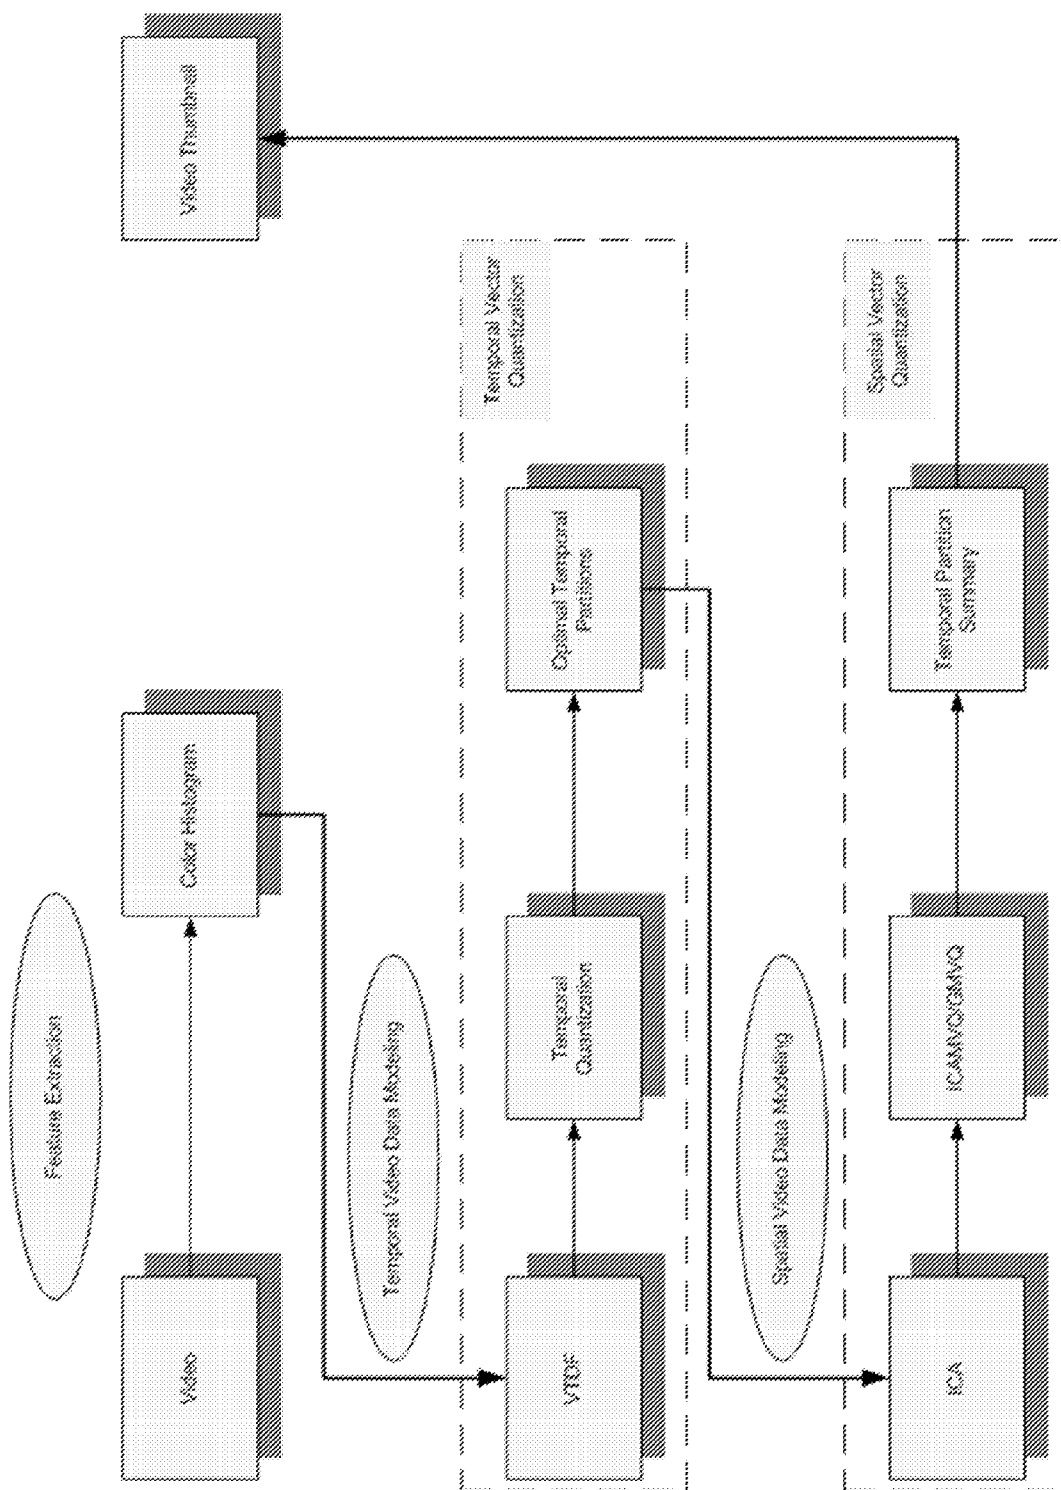 Feature Extraction
Video
Color Histogram
Video Thumbnail
Temporal Video Data Modeling
VTDF
Temporal
Quantization
Optimal Temporal
Partitions
Temporal Vector
Quantization
Spatial Video Data Modeling
ICA
ICAMVQ/GMVQ
Temporal Partition
Summary
Spatial Vector
Quantization